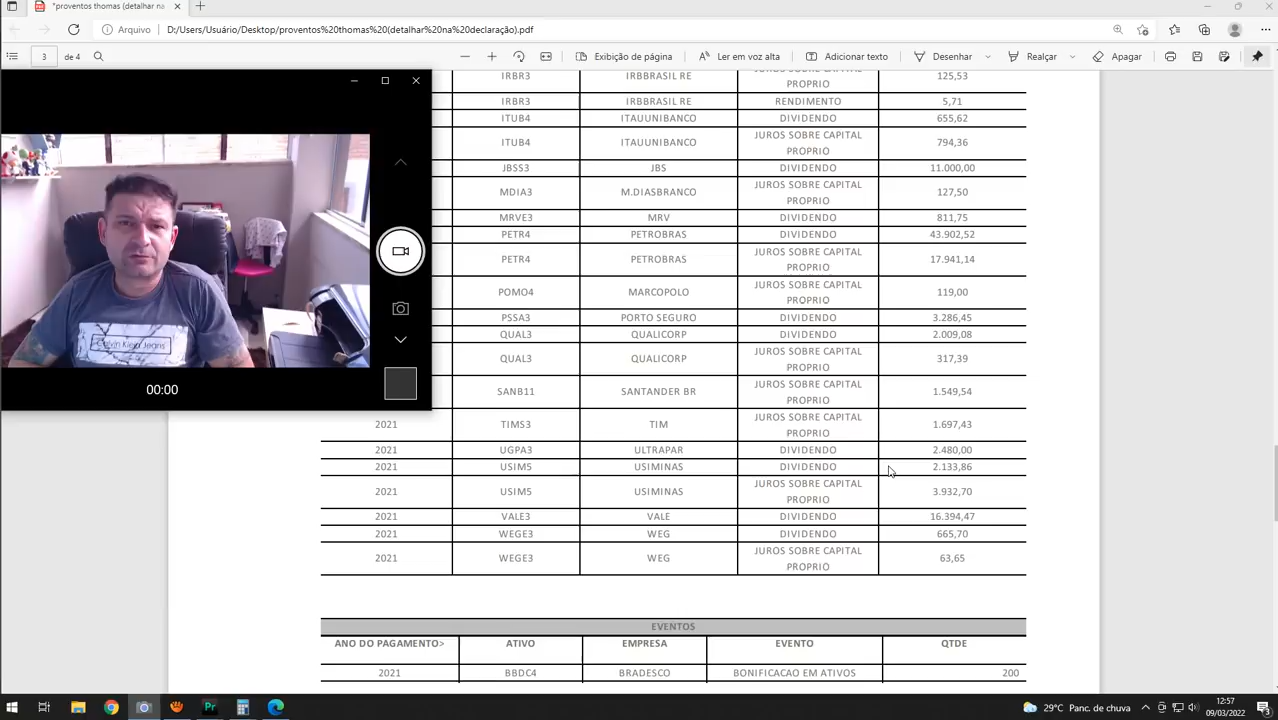 *proventos thomas (detalhar na
Arquivo D:/Users/Usuário/Desktop/proventos%20thomas%20(detalhar%20na%20declaração).pdf
3 de 4 Exibição de página Ler em voz alta Adicionar texto Desenhar Realçar Apagar
IRBR3 IRBBRASIL RE JUROS SOBRE CAPITAL PROPRIO 125,53
IRBR3 IRBBRASIL RE RENDIMENTO 5,71
ITUB4 ITAUUNIBANCO DIVIDENDO 655,62
ITUB4 ITAUUNIBANCO JUROS SOBRE CAPITAL PROPRIO 794,36
JBSS3 JBS DIVIDENDO 11.000,00
MDIA3 M.DIASBRANCO JUROS SOBRE CAPITAL PROPRIO 127,50
MRVE3 MRV DIVIDENDO 811,75
PETR4 PETROBRAS DIVIDENDO 43.902,52
PETR4 PETROBRAS JUROS SOBRE CAPITAL PROPRIO 17.941,14
POMO4 MARCOPOLO JUROS SOBRE CAPITAL PROPRIO 119,00
PSSA3 PORTO SEGURO DIVIDENDO 3.286,45
QUAL3 QUALICORP DIVIDENDO 2.009,08
QUAL3 QUALICORP JUROS SOBRE CAPITAL PROPRIO 317,39
SANB11 SANTANDER BR JUROS SOBRE CAPITAL PROPRIO 1.549,54
2021 TIMS3 TIM JUROS SOBRE CAPITAL PROPRIO 1.697,43
2021 UGPA3 ULTRAPAR DIVIDENDO 2.480,00
2021 USIM5 USIMINAS DIVIDENDO 2.133,86
2021 USIM5 USIMINAS JUROS SOBRE CAPITAL PROPRIO 3.932,70
2021 VALE3 VALE DIVIDENDO 16.394,47
2021 WEGE3 WEG DIVIDENDO 665,70
2021 WEGE3 WEG JUROS SOBRE CAPITAL PROPRIO 63,65
EVENTOS
ANO DO PAGAMENTO> ATIVO EMPRESA EVENTO QTDE
2021 BBDC4 BRADESCO BONIFICACAO EM ATIVOS 200
Calvin Klein Jeans
00:00
Pr
29°C Panc. de chuva
12:57
09/03/2022
3